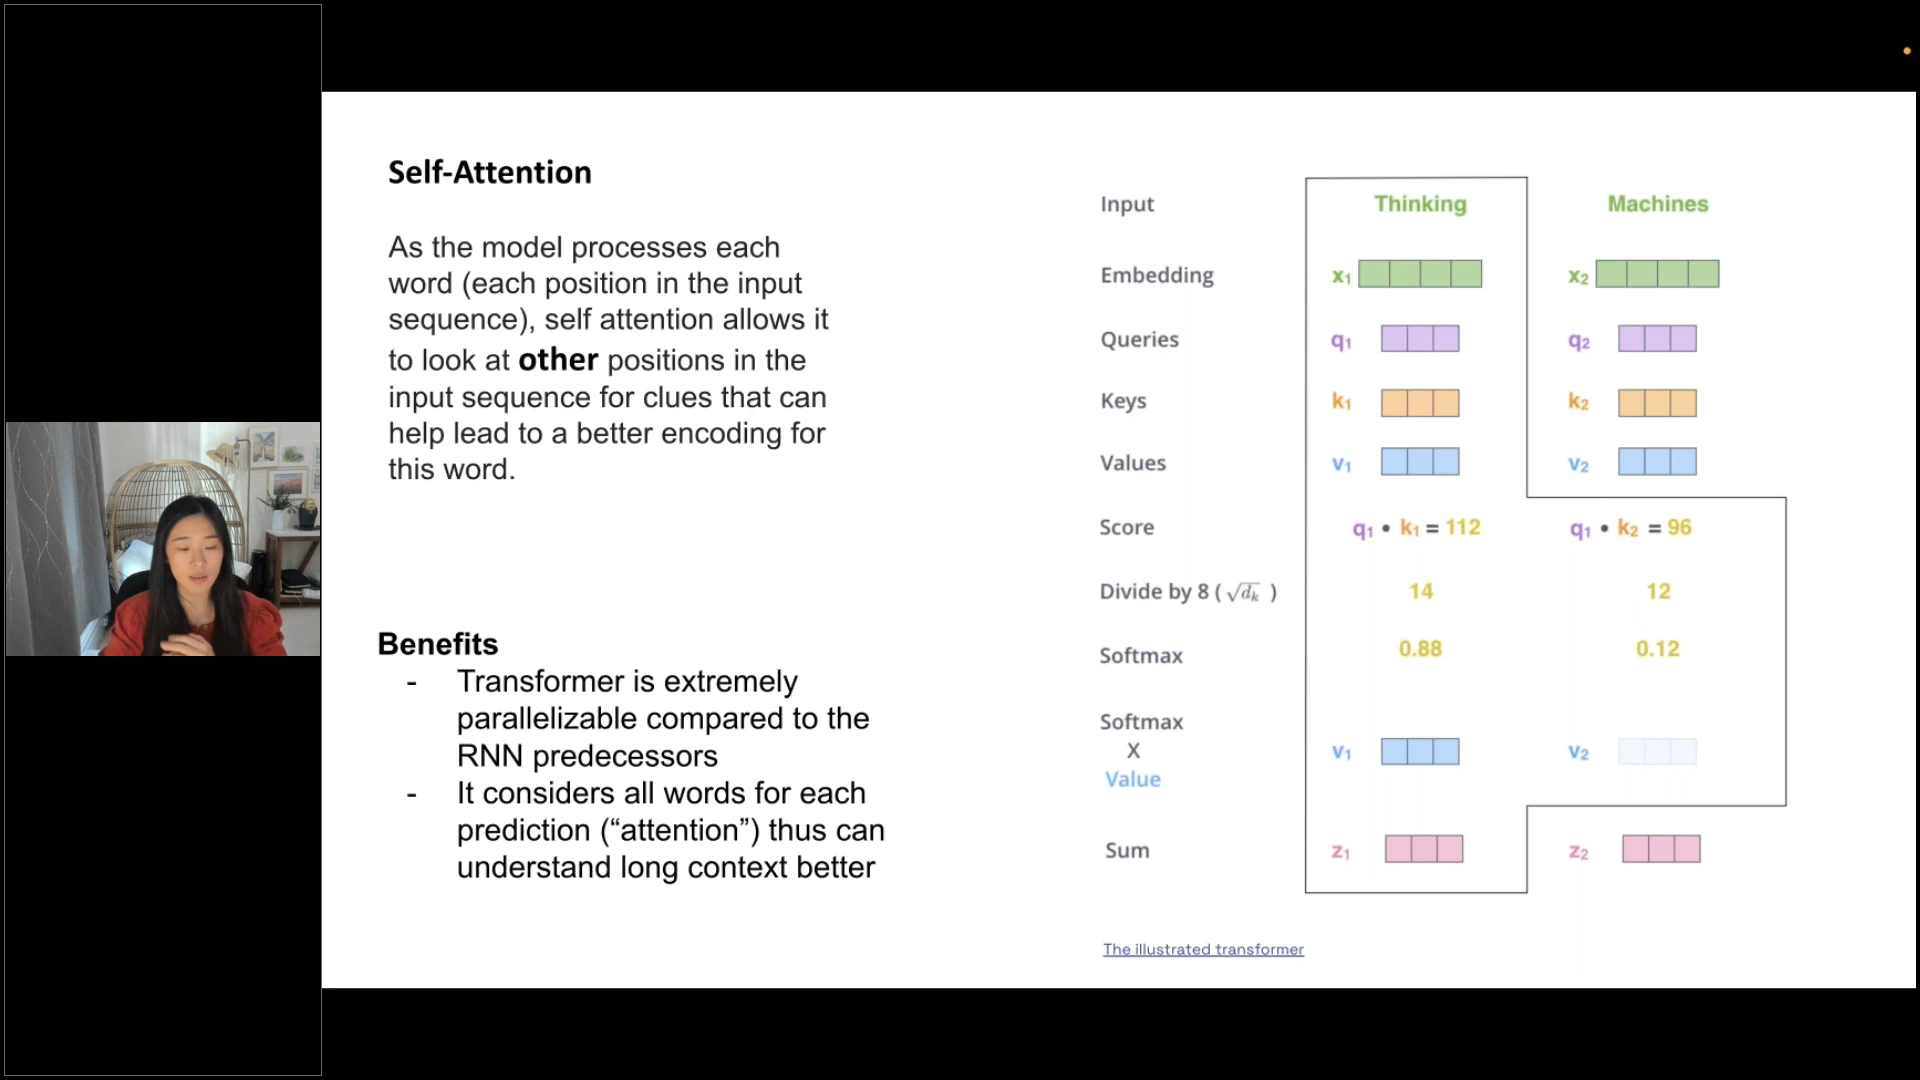 Self-Attention
As the model processes each
word (each position in the input
sequence), self attention allows it
to look at other positions in the
input sequence for clues that can
help lead to a better encoding for
this word.
Benefits
- Transformer is extremely
parallelizable compared to the
RNN predecessors
- It considers all words for each
prediction (“attention”) thus can
understand long context better
Input Thinking Machines
Embedding x₁ x₂
Queries q₁ q₂
Keys k₁ k₂
Values v₁ v₂
Score q₁ • k₁ = 112 q₁ • k₂ = 96
Divide by 8 ( √dₖ ) 14 12
Softmax 0.88 0.12
Softmax
X
Value v₁ v₂
Sum z₁ z₂
The illustrated transformer